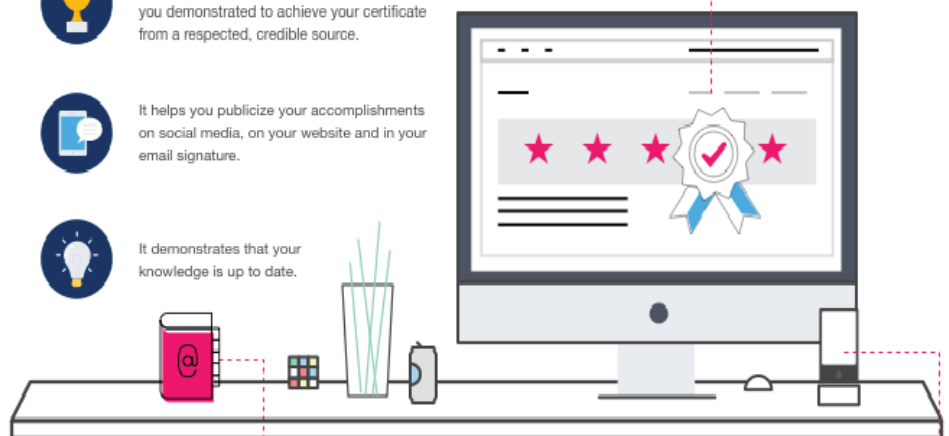 you demonstrated to achieve your certificate
from a respected, credible source.
It helps you publicize your accomplishments
on social media, on your website and in your
email signature.
It demonstrates that your
knowledge is up to date.
@